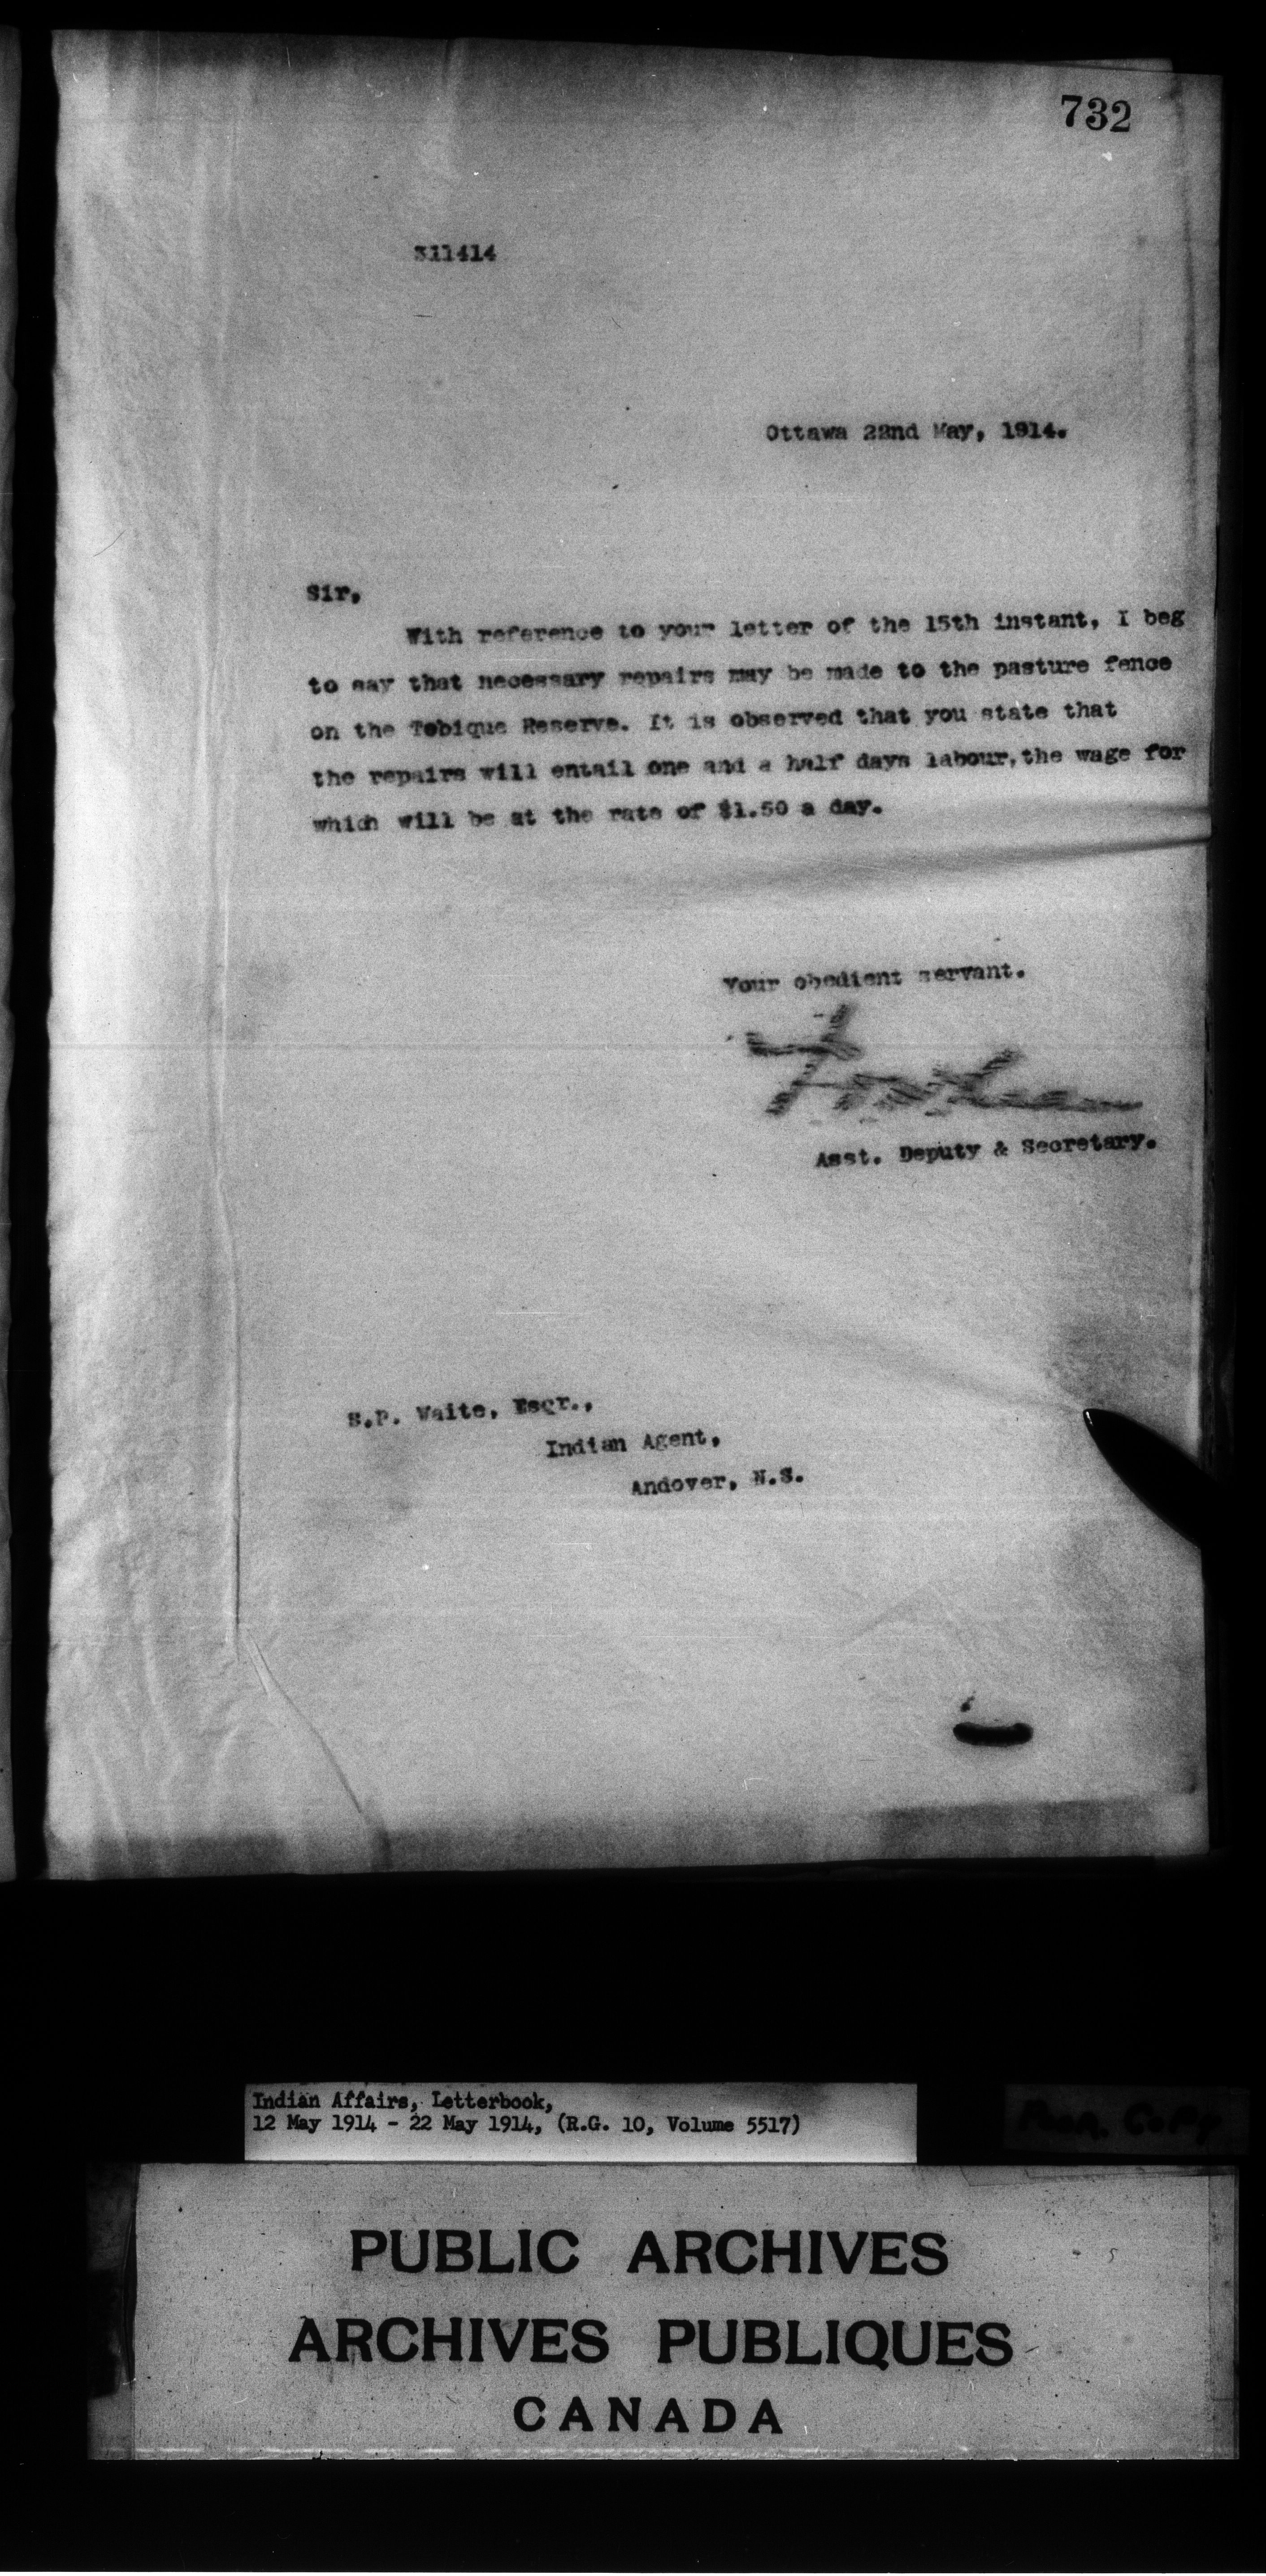 732
311414
Ottawa 22nd May, 1914.
Sir,
With reference to your letter of the 15th instant, I beg
to say that necessary repairs may be made to the pasture fence
on the Tobique Reserve. It is observed that you state that
the repairs will entail one and a half days labour, the wage for
which will be at the rate of $1.50 a day.
Your obedient servant.
Asst. Deputy & Secretary.
S.P. Waite, Esqr.,
Indian Agent,
Andover, N.S.
Indian Affairs, Letterbook,
12 May 1914 - 22 May 1914, (R.G. 10, Volume 5517)
PUBLIC ARCHIVES
ARCHIVES PUBLIQUES
CANADA